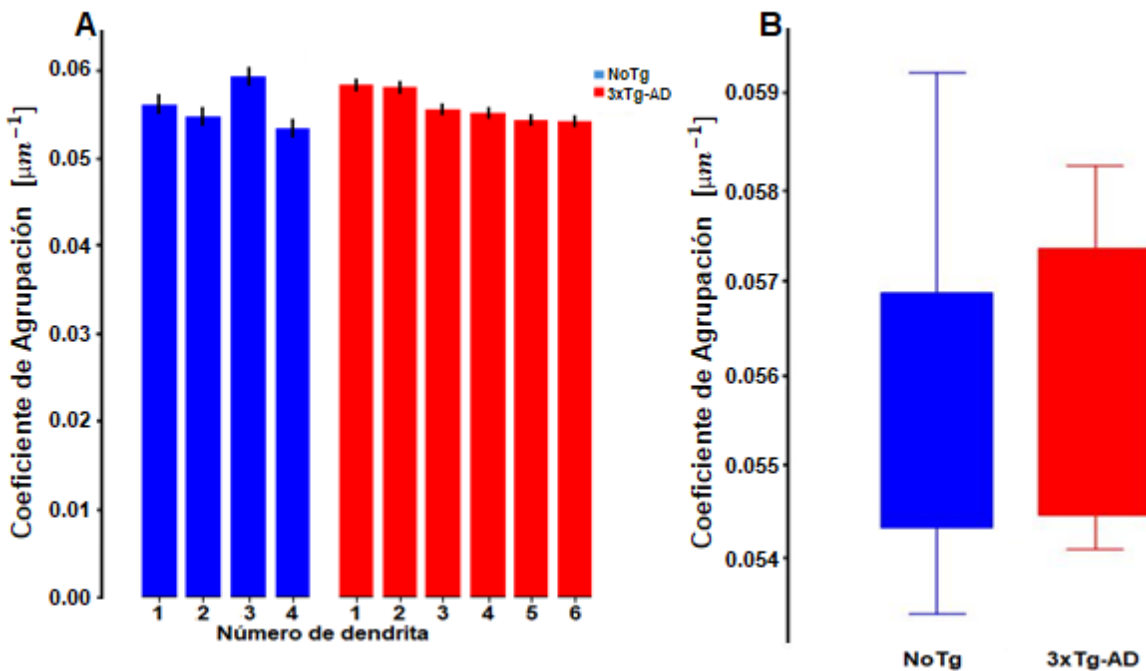 A
Coeficiente de Agrupación [μm⁻¹]
0.06
0.05
0.04
0.03
0.02
0.01
0.00
1 2 3 4 1 2 3 4 5 6
Número de dendrita
NoTg
3xTg-AD
B
Coeficiente de Agrupación [μm⁻¹]
0.059
0.058
0.057
0.056
0.055
0.054
NoTg 3xTg-AD